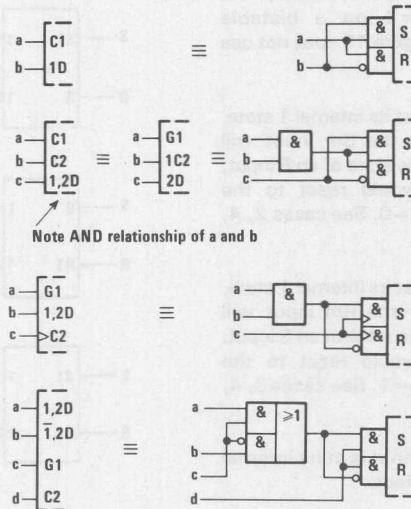 a C1
b 1D
≡
a
b
& S
& R
a C1
b C2
c 1,2D
≡
a G1
b 1C2
2D
≡
a
b
c
&
& S
& R
Note AND relationship of a and b
a G1
b 1,2D
c C2
≡
a
b
c
&
& S
& R
a 1,2D
b 1,2D
c G1
d C2
≡
a
b
c
d
& ≥1
&
& S
& R